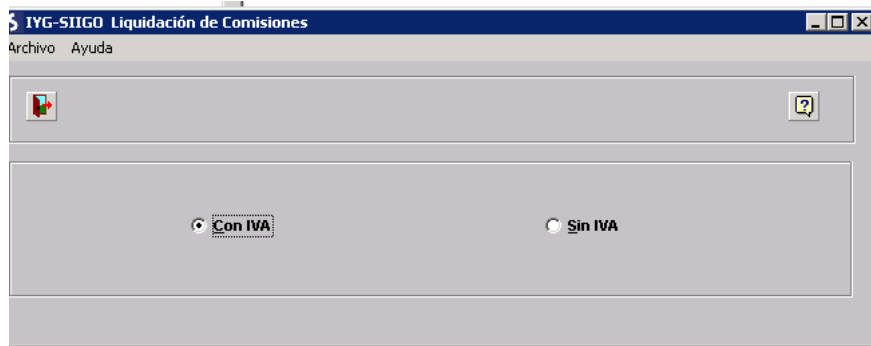 IYG-SIIGO Liquidación de Comisiones
Archivo Ayuda
Con IVA
Sin IVA